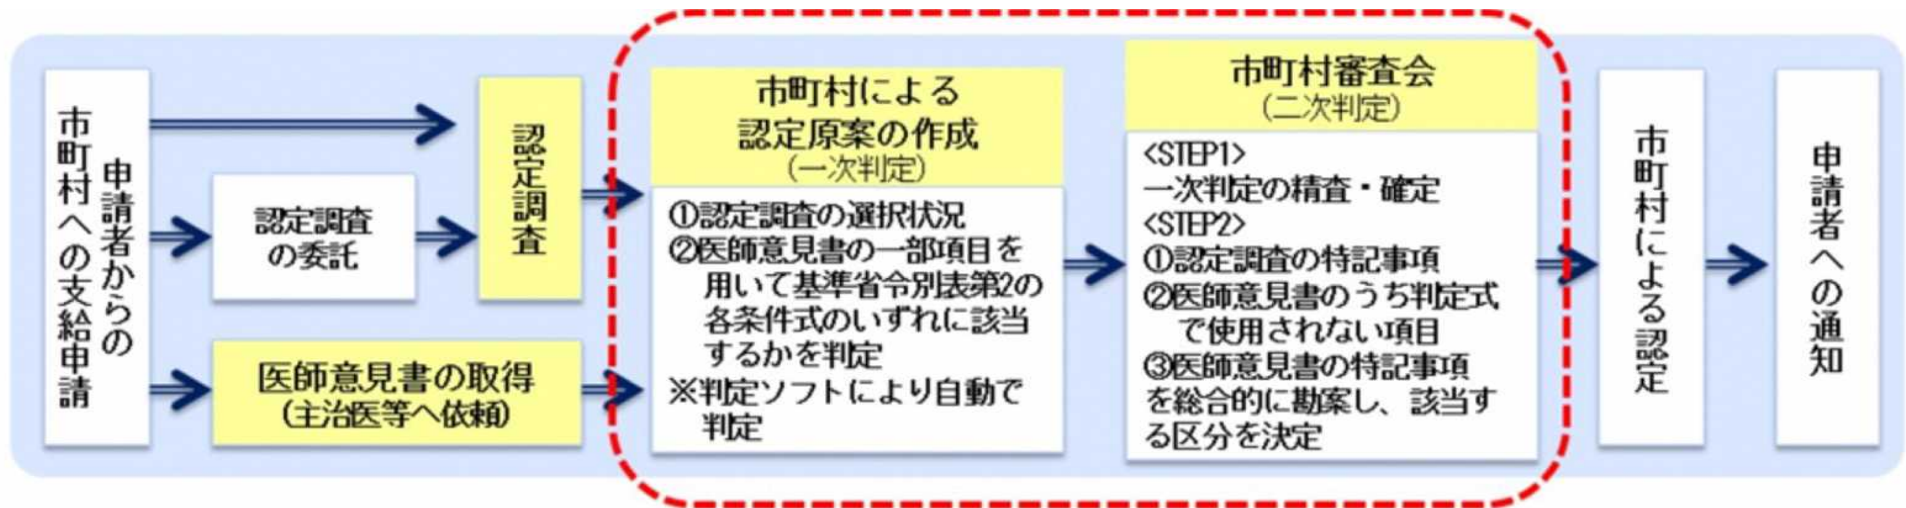 申請者からの
市町村への支給申請
認定調査
の委託
医師意見書の取得
(主治医等へ依頼)
認定調査
市町村による
認定原案の作成
(一次判定)
①認定調査の選択状況
②医師意見書の一部項目を
用いて基準省令別表第2の
各条件式のいずれに該当
するかを判定
※判定ソフトにより自動で
判定
市町村審査会
(二次判定)
<STEP1>
一次判定の精査・確定
<STEP2>
①認定調査の特記事項
②医師意見書のうち判定式
で使用されない項目
③医師意見書の特記事項
を総合的に勘案し、該当す
る区分を決定
市町村による認定
申請者への通知